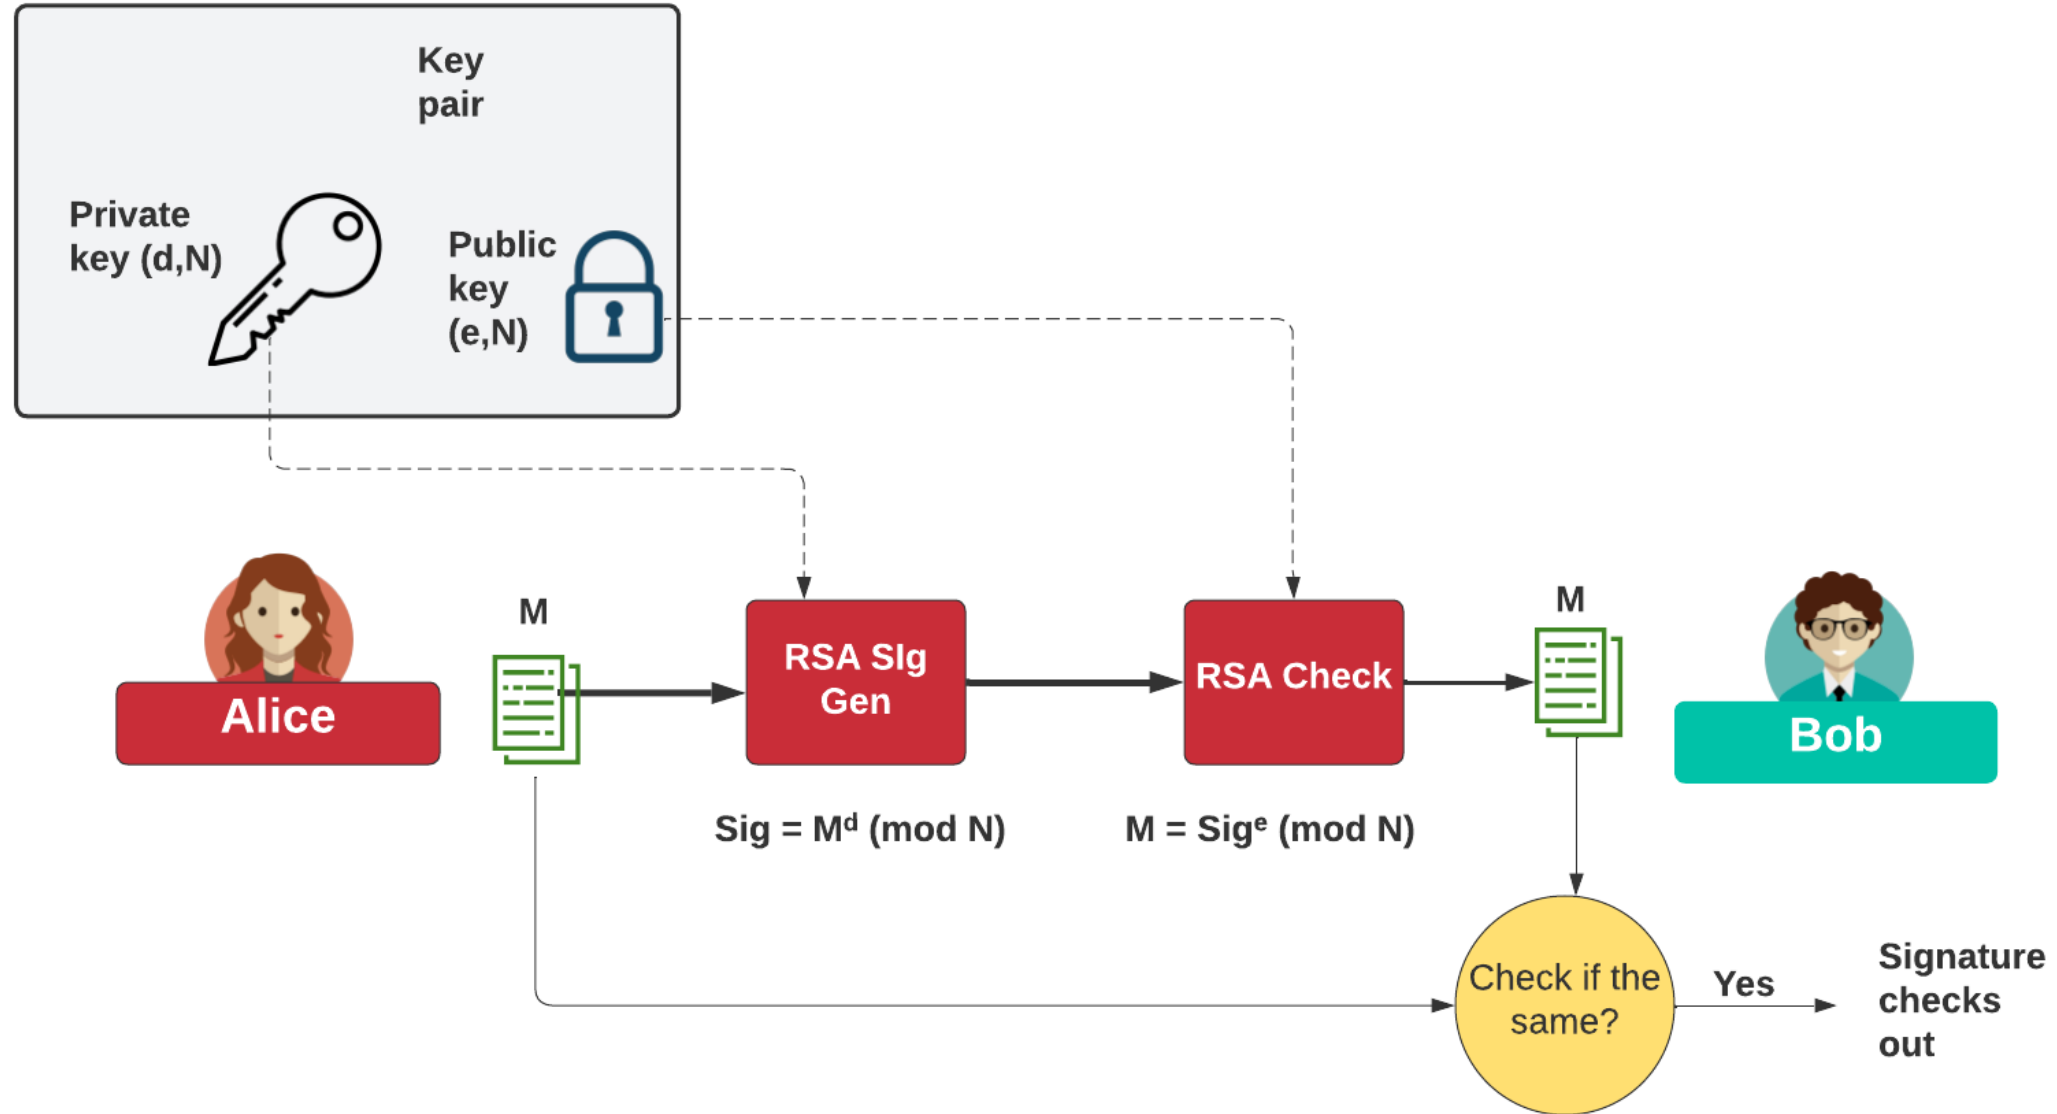 Key
pair
Private
key (d,N)
Public
key
(e,N)
M
M
RSA SIg
Gen
RSA Check
Alice
Bob
Sig = Mᵈ (mod N)
M = Sigᵉ (mod N)
Check if the
same?
Yes
Signature
checks
out